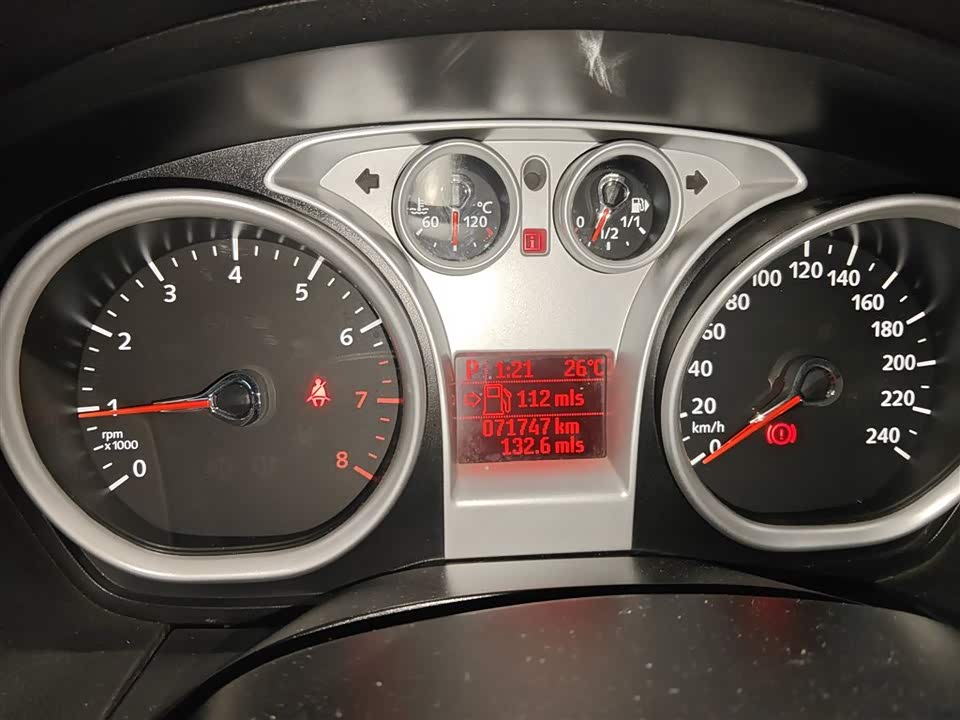 60 120 °C
0 1/2 1/1
i
0 1 2 3 4 5 6 7 8
rpm
x1000
P 1:21 26°C
112 mls
071747 km
132.6 mls
0 20 40 60 80 100 120 140 160 180 200 220 240
km/h